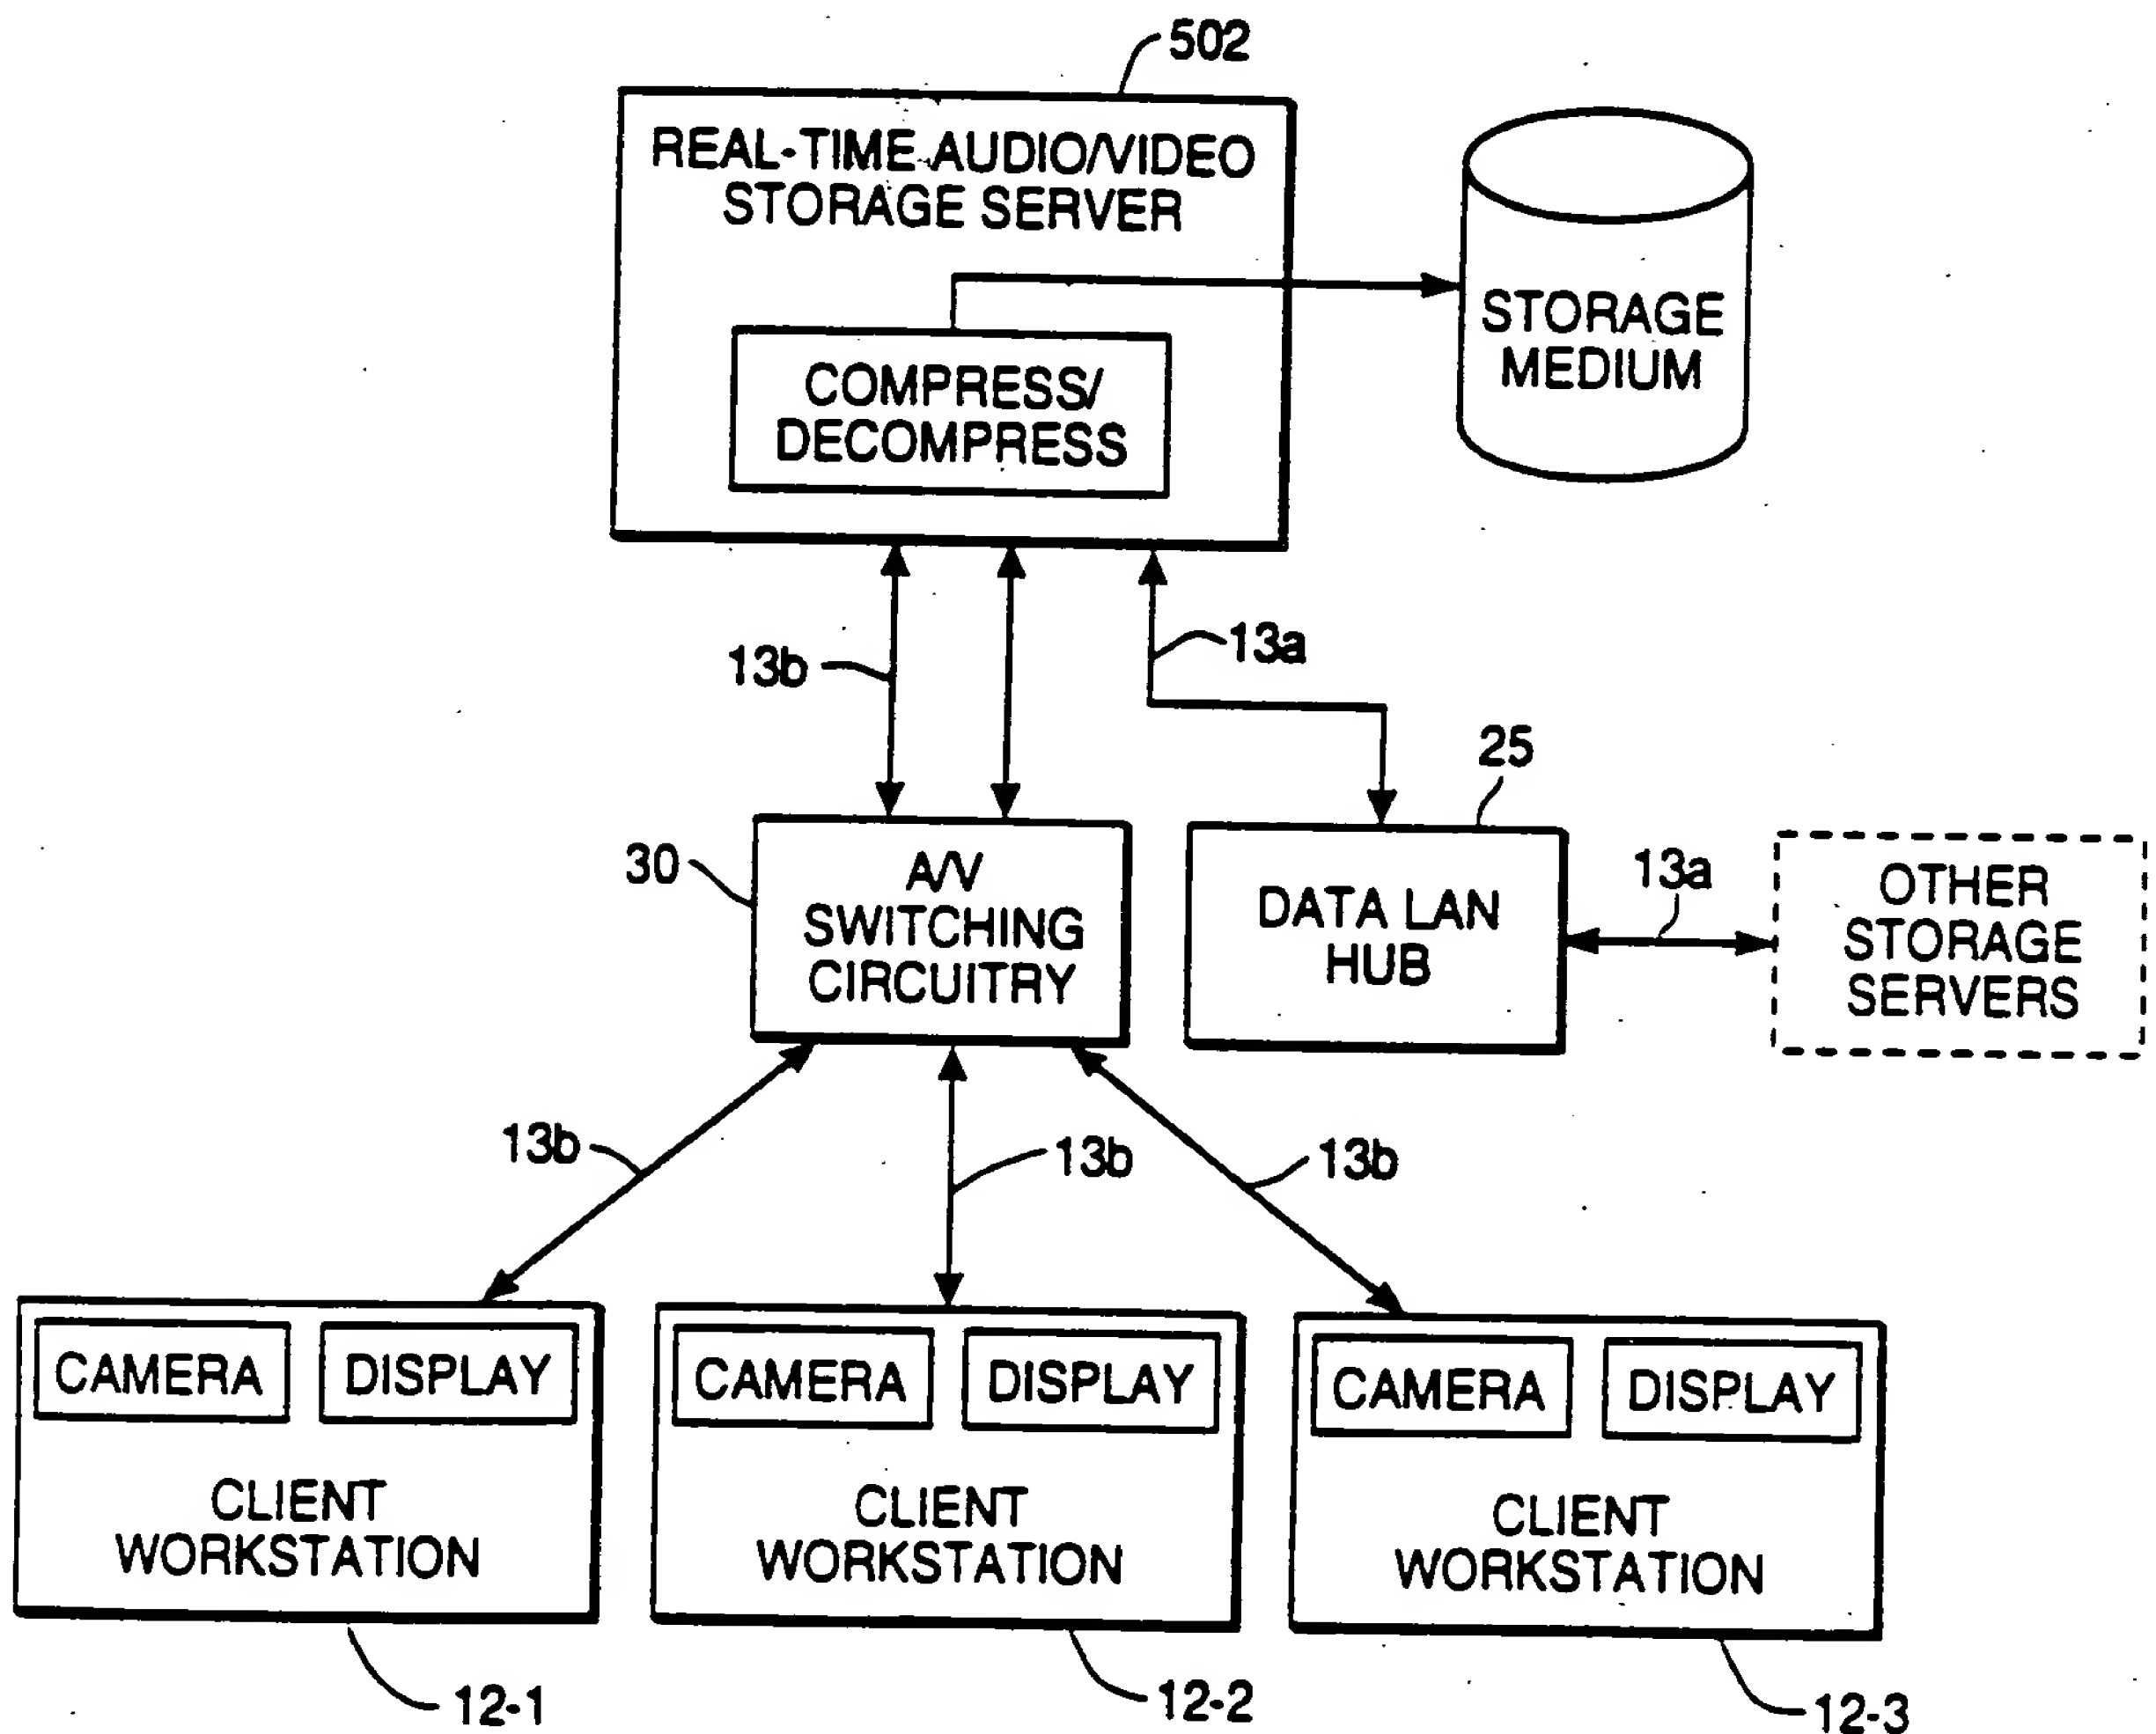 502
REAL-TIME AUDIO/VIDEO
STORAGE SERVER
STORAGE
MEDIUM
COMPRESS/
DECOMPRESS
13b
13a
25
30
A/V
SWITCHING
CIRCUITRY
DATA LAN
HUB
13a
OTHER
STORAGE
SERVERS
13b
13b
13b
CAMERA
DISPLAY
CLIENT
WORKSTATION
CAMERA
DISPLAY
CLIENT
WORKSTATION
CAMERA
DISPLAY
CLIENT
WORKSTATION
12-1
12-2
12-3